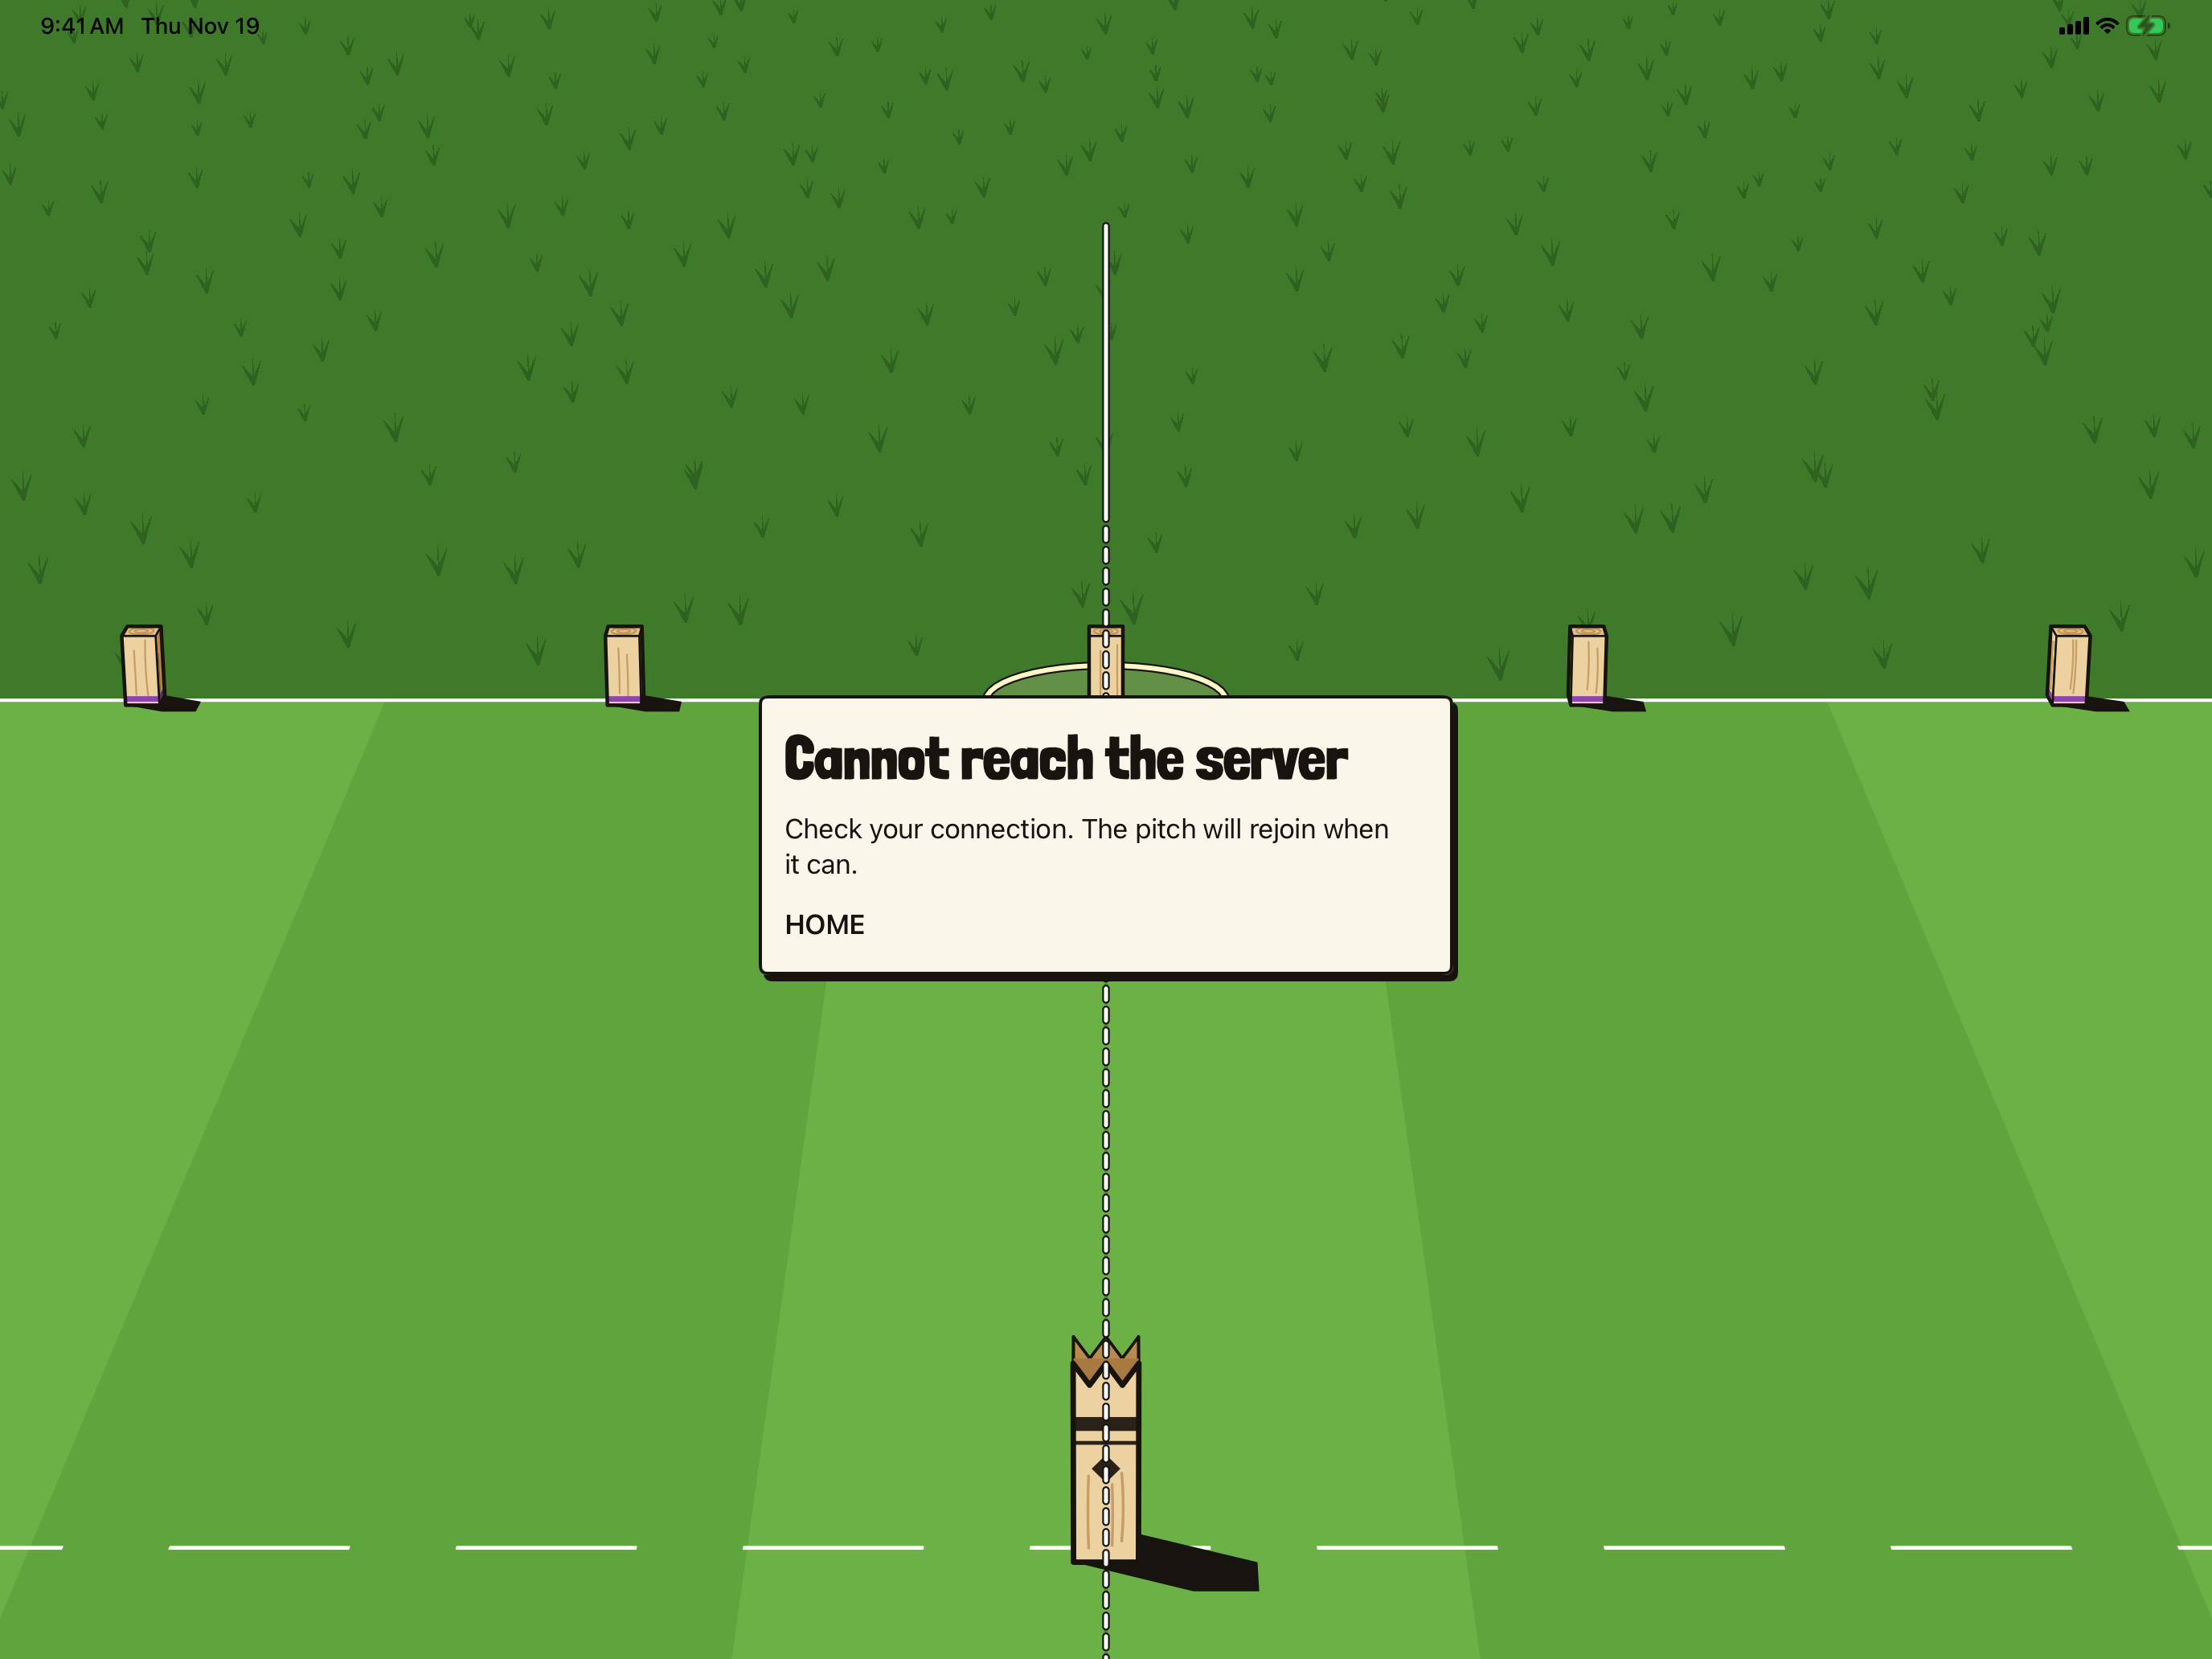 9:41 AM Thu Nov 19
Cannot reach the server
Check your connection. The pitch will rejoin when
it can.
HOME